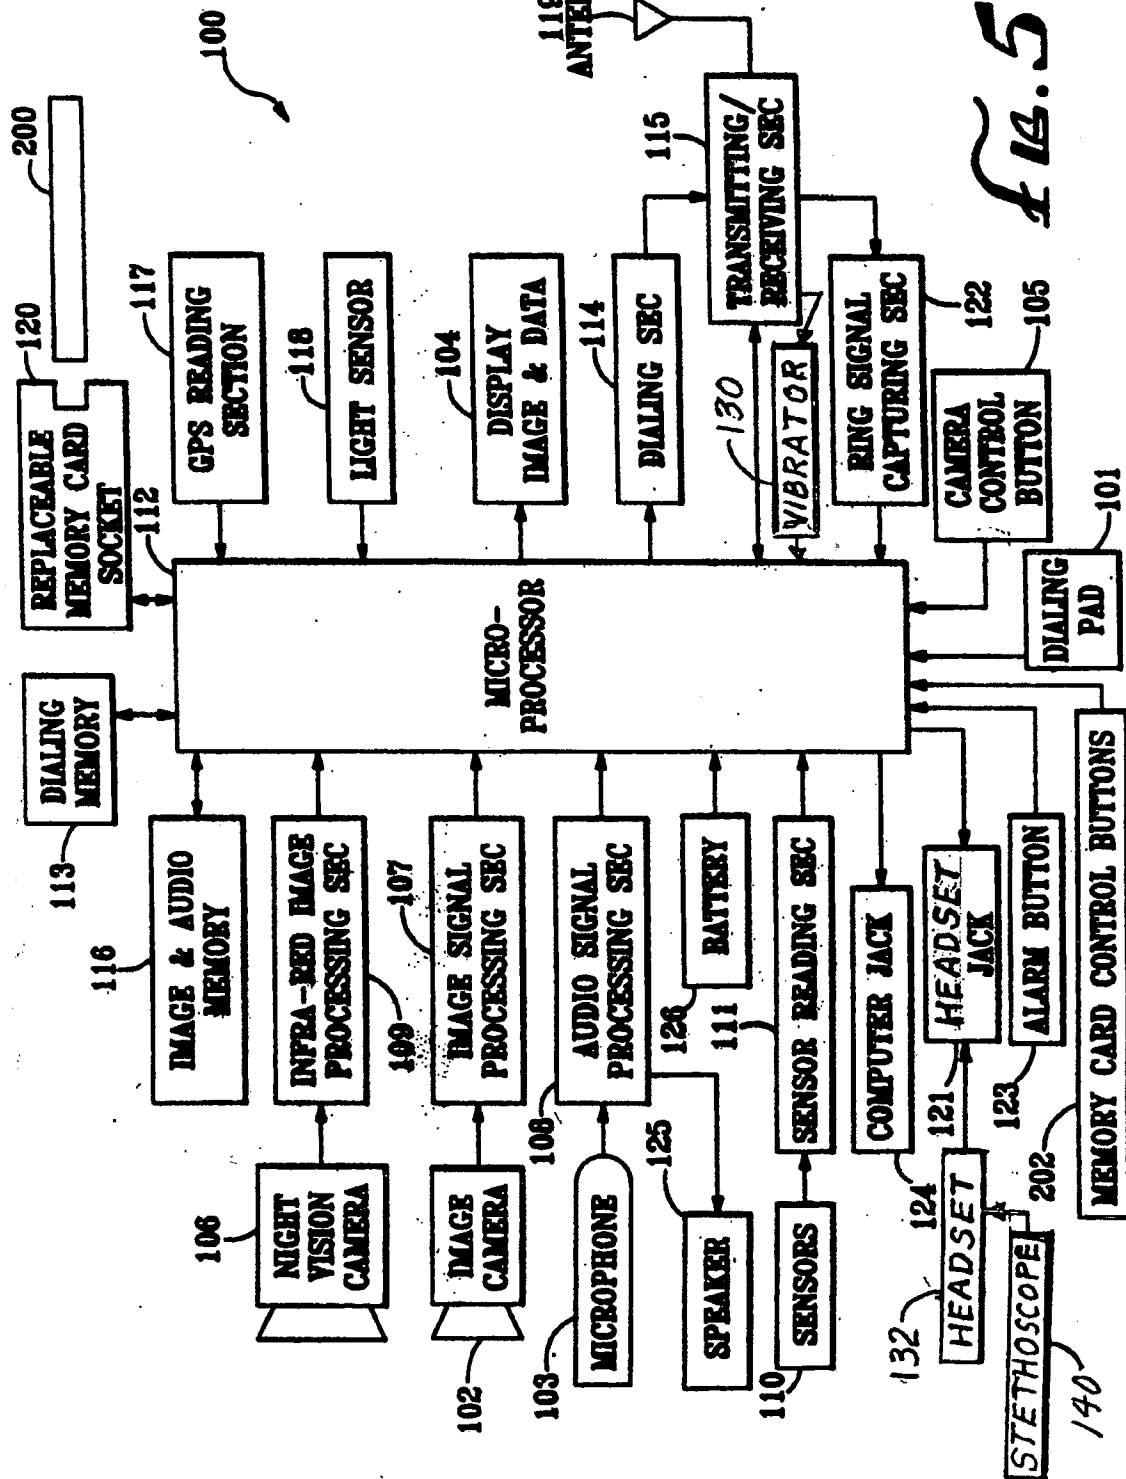 113
DIALING
MEMORY
REPLACEABLE
MEMORY CARD
SOCKET
120
200
112
116
IMAGE & AUDIO
MEMORY
117
GPS READING
SECTION
100
106
NIGHT
VISION
CAMERA
INFRA-RED IMAGE
PROCESSING SEC
109
118
LIGHT SENSOR
102
IMAGE
CAMERA
107
IMAGE SIGNAL
PROCESSING SEC
MICRO-
PROCESSOR
104
DISPLAY
IMAGE & DATA
103
MICROPHONE
108
AUDIO SIGNAL
PROCESSING SEC
114
DIALING SEC
119
ANTE
125
SPEAKER
126
BATTERY
115
TRANSMITTING/
RECEIVING SEC
110
SENSORS
111
SENSOR READING SEC
130
VIBRATOR
124
COMPUTER JACK
RING SIGNAL
CAPTURING SEC
122
132
HEADSET
121
HEADSET
JACK
CAMERA
CONTROL
BUTTON
105
STETHOSCOPE
140
123
ALARM BUTTON
DIALING
PAD
101
202
MEMORY CARD CONTROL BUTTONS
FIG. 5